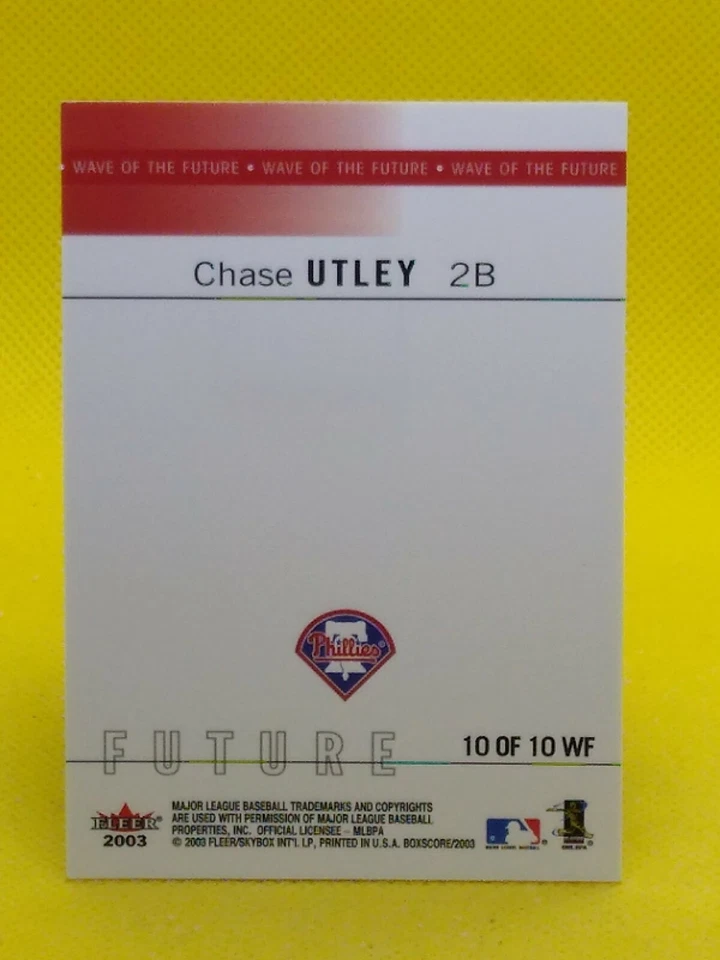 WAVE OF THE FUTURE • WAVE OF THE FUTURE • WAVE OF THE FUTURE
Chase UTLEY 2B
Phillies
FUTURE
10 OF 10 WF
FLEER
2003
MAJOR LEAGUE BASEBALL TRADEMARKS AND COPYRIGHTS
ARE USED WITH PERMISSION OF MAJOR LEAGUE BASEBALL
PROPERTIES, INC. OFFICIAL LICENSEE – MLBPA
© 2003 FLEER/SKYBOX INT'L LP, PRINTED IN U.S.A. BOXSCORE/2003